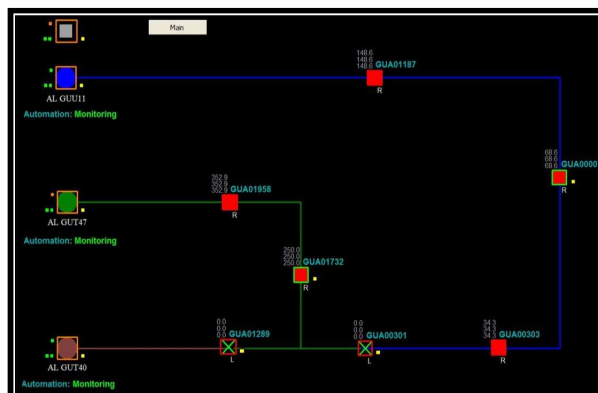 Main
148.6
148.6
148.6
GUA01187
R
AL GUU11
Automation: Monitoring
68.6
68.6
68.6
GUA0000
R
352.9
352.9
352.9
GUA01958
R
AL GUT47
Automation: Monitoring
250.0
250.0
250.0
GUA01732
R
0.0
0.0
0.0
GUA01289
L
0.0
0.0
0.0
GUA00301
L
34.3
34.3
34.3
GUA00303
R
AL GUT40
Automation: Monitoring